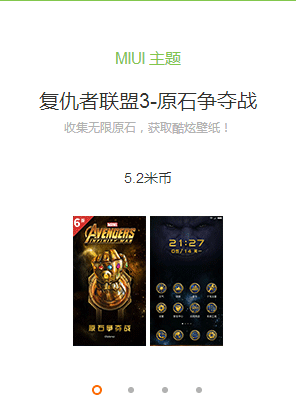 MIUI 主题
复仇者联盟3-原石争夺战
收集无限原石，获取酷炫壁纸！
5.2米币
MARVEL
AVENGERS
INFINITY WAR
原石争夺战
21:27